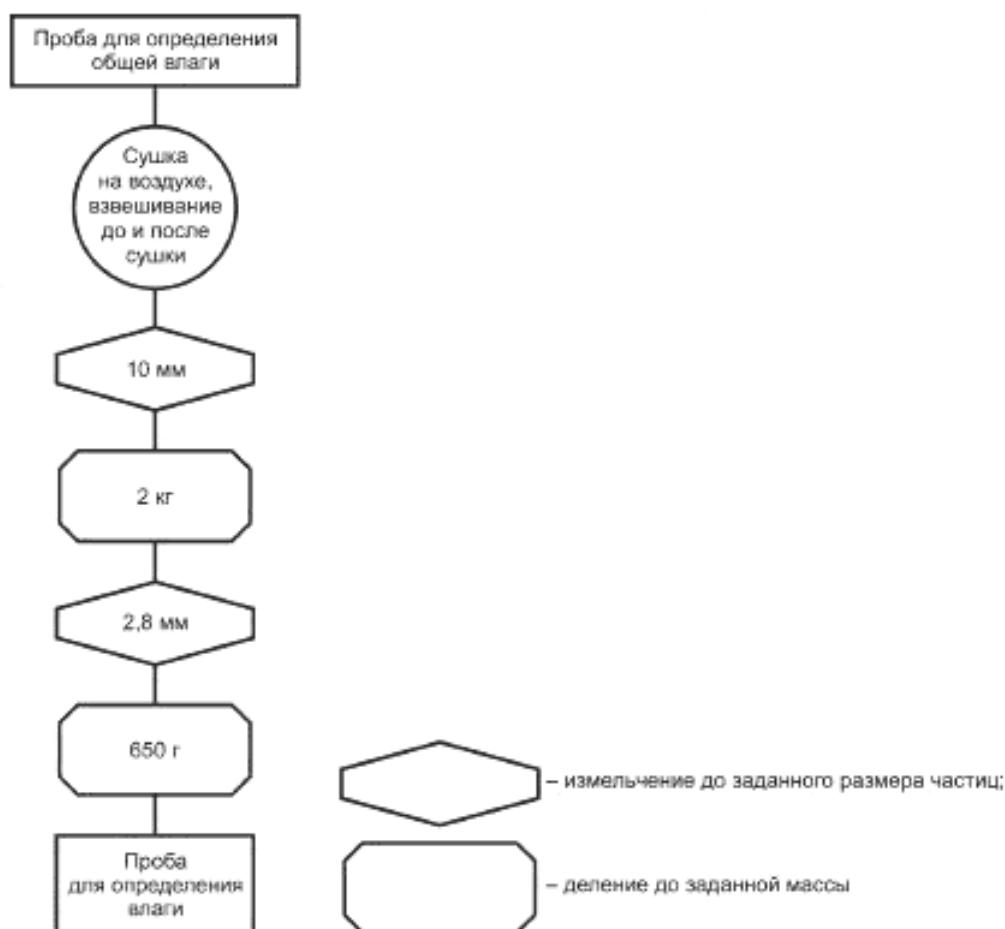 Проба для определения
общей влаги
Сушка
на воздухе,
взвешивание
до и после
сушки
10 мм
2 кг
2,8 мм
650 г
– измельчение до заданного размера частиц;
Проба
для определения
влаги
– деление до заданной массы